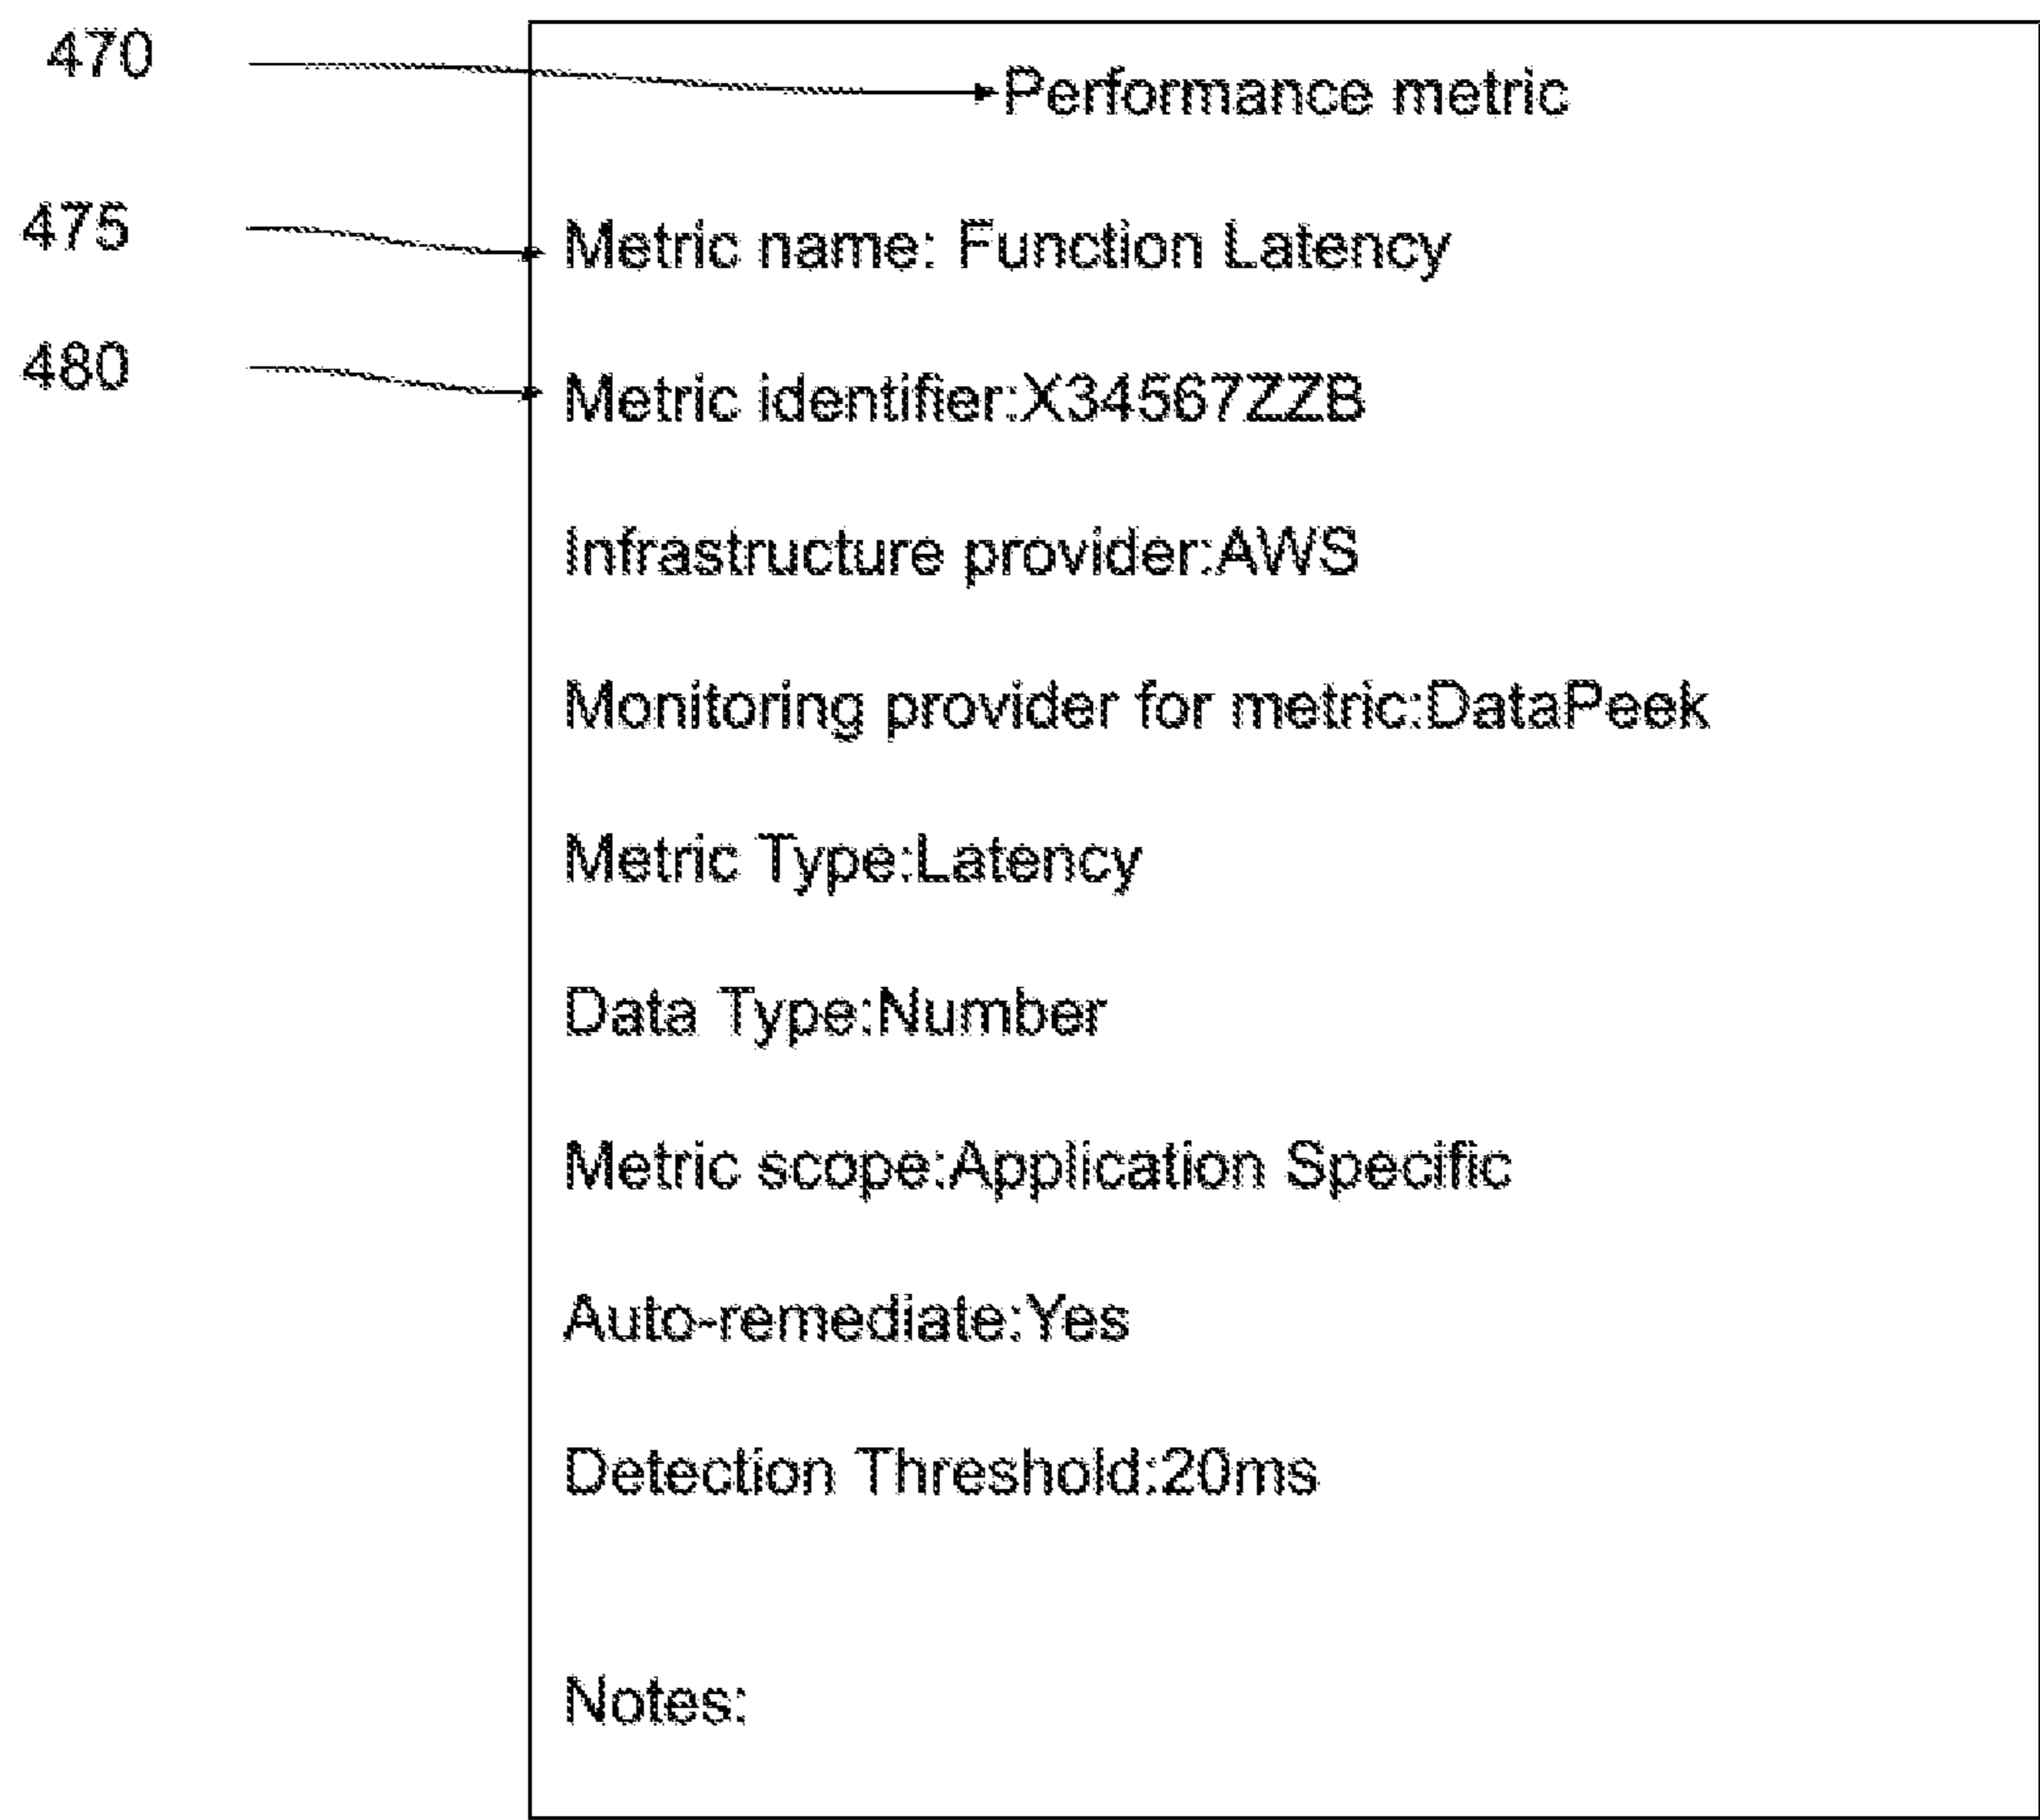 470
Performance metric
475
Metric name: Function Latency
480
Metric identifier:X34567ZZB
Infrastructure provider:AWS
Monitoring provider for metric:DataPeek
Metric Type:Latency
Data Type:Number
Metric scope:Application Specific
Auto-remediate:Yes
Detection Threshold:20ms
Notes: